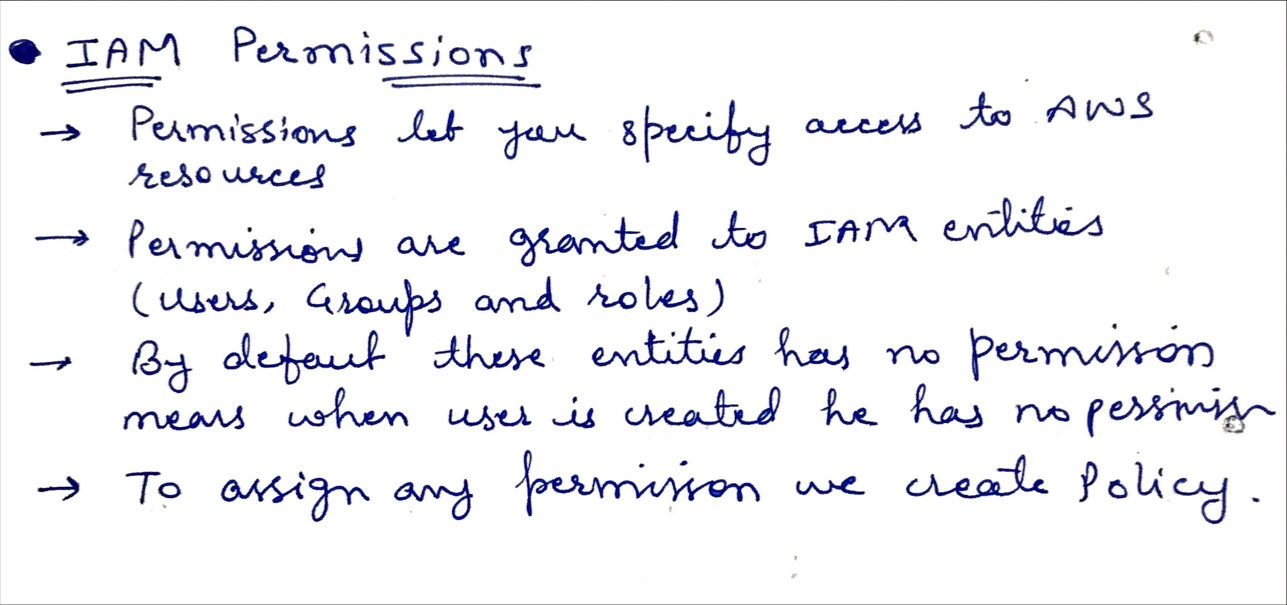 ● IAM Permissions
→ Permissions let you specify access to AWS
resources
→ Permissions are granted to IAM entities
(users, Groups and roles)
→ By defaut these entities has no permission
means when user is created he has no
→ To assign any permission we create Policy.